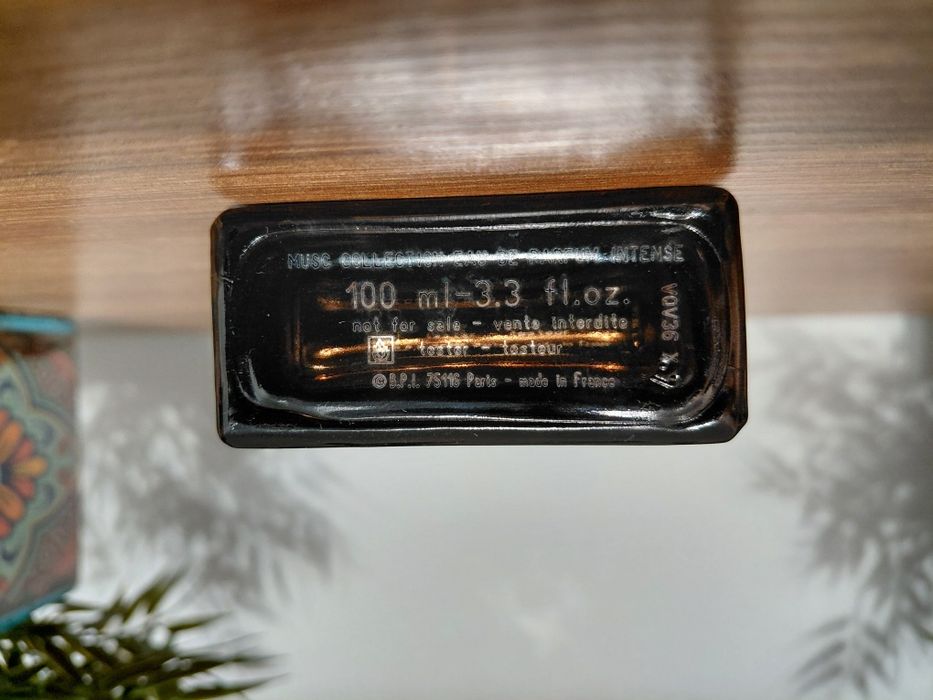 MUSC COLLECTION EAU DE PARFUM INTENSE
100 ml-3.3 fl.oz.
not for sale - vente interdite
tester - testeur
©B.P.I. 75116 Paris - made in France